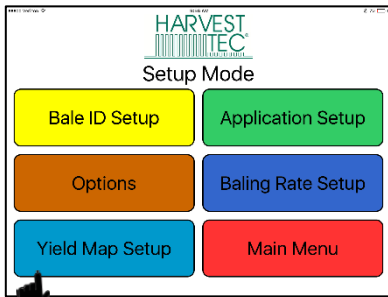 HARVEST
TEC
Setup Mode
Bale ID Setup
Application Setup
Options
Baling Rate Setup
Yield Map Setup
Main Menu